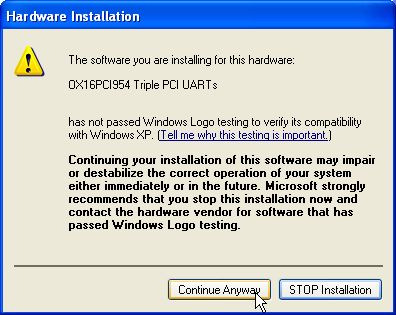 Hardware Installation
The software you are installing for this hardware:
OX16PCI954 Triple PCI UARTs
has not passed Windows Logo testing to verify its compatibility
with Windows XP. (Tell me why this testing is important.)
Continuing your installation of this software may impair
or destabilize the correct operation of your system
either immediately or in the future. Microsoft strongly
recommends that you stop this installation now and
contact the hardware vendor for software that has
passed Windows Logo testing.
Continue Anyway STOP Installation